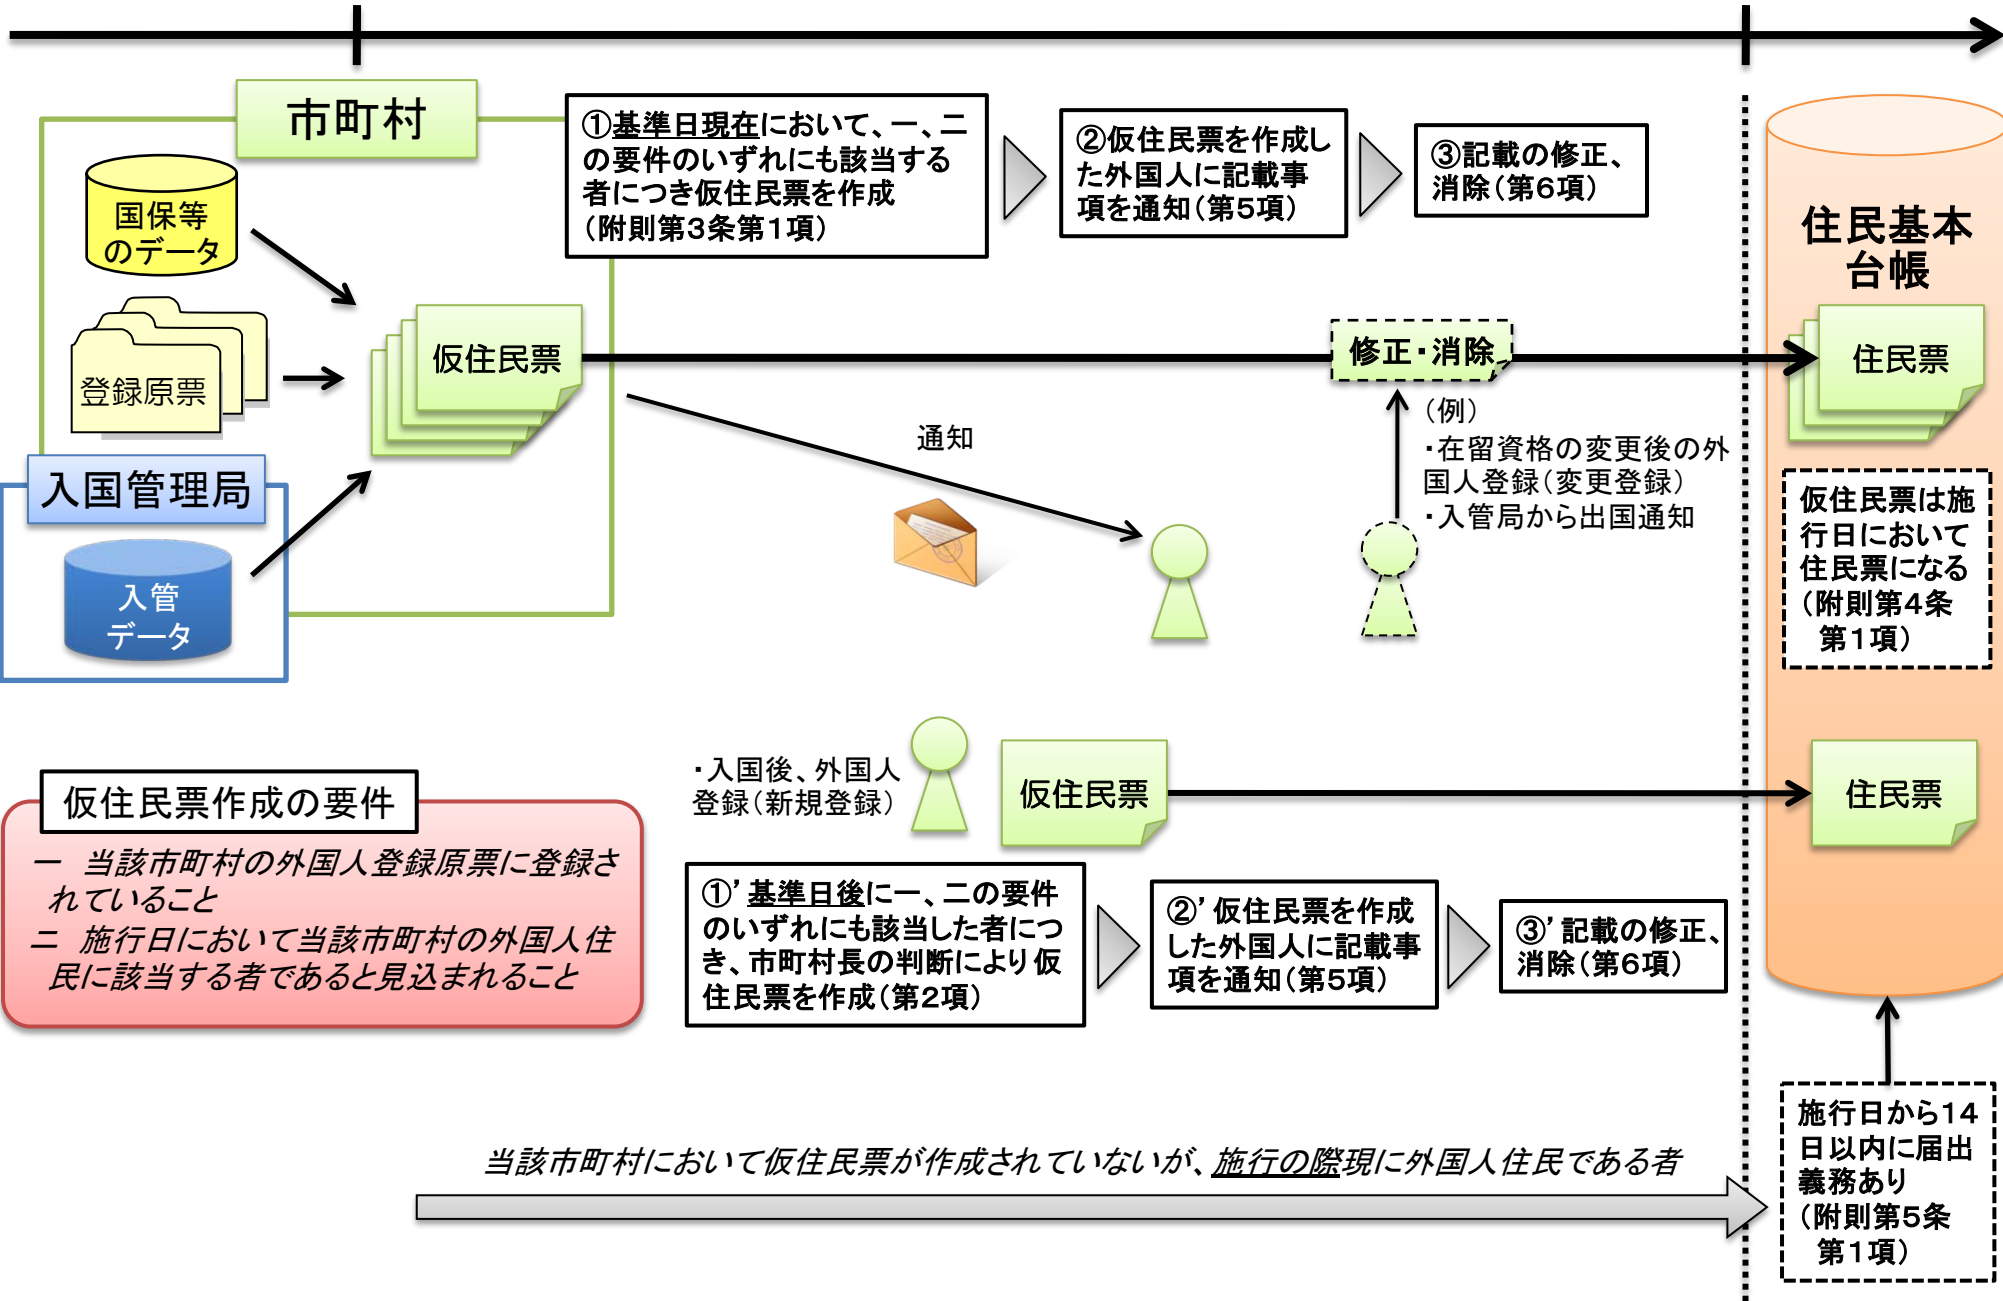 市町村
①基準日現在において、一、二
の要件のいずれにも該当する
者につき仮住民票を作成
（附則第３条第１項）
②仮住民票を作成し
た外国人に記載事
項を通知（第５項）
③記載の修正、
消除（第６項）
国保等
のデータ
登録原票
仮住民票
修正・消除
住民基本
台帳
住民票
通知
（例）
・在留資格の変更後の外
国人登録（変更登録）
・入管局から出国通知
入国管理局
入管
データ
仮住民票は施
行日において
住民票になる
（附則第４条
第１項）
・入国後、外国人
登録（新規登録）
仮住民票
住民票
仮住民票作成の要件
一　当該市町村の外国人登録原票に登録さ
れていること
二　施行日において当該市町村の外国人住
民に該当する者であると見込まれること
①’基準日後に一、二の要件
のいずれにも該当した者につ
き、市町村長の判断により仮
住民票を作成（第２項）
②’仮住民票を作成
した外国人に記載事
項を通知（第５項）
③’記載の修正、
消除（第６項）
当該市町村において仮住民票が作成されていないが、施行の際現に外国人住民である者
施行日から１４
日以内に届出
義務あり
（附則第５条
第１項）